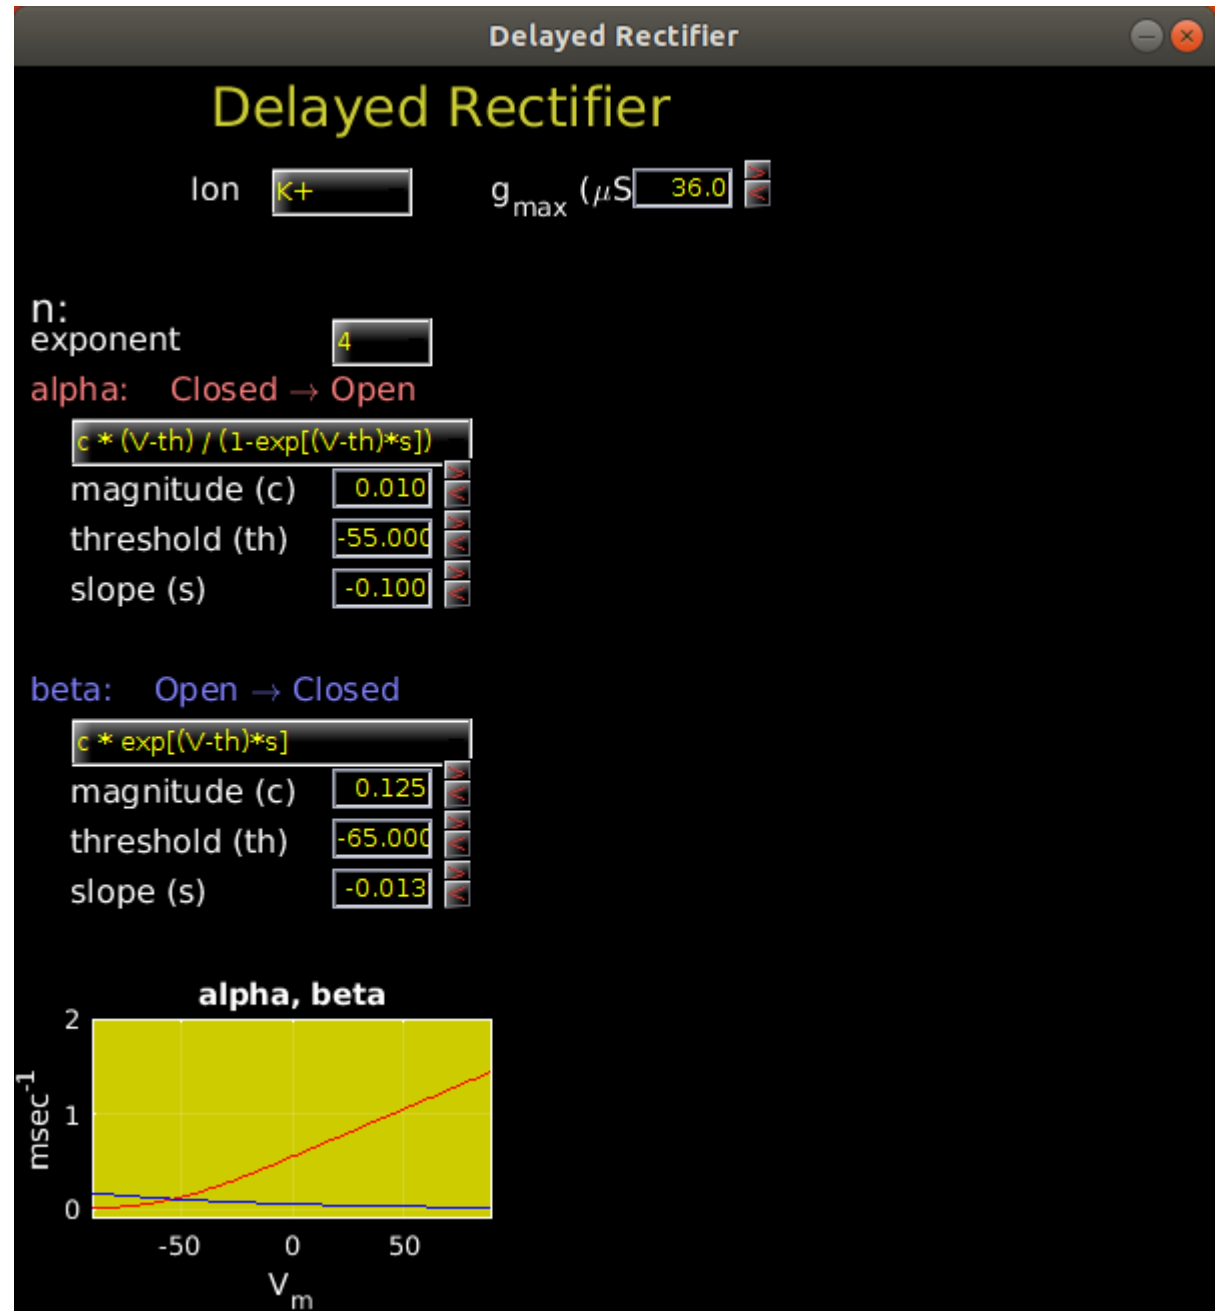 Delayed Rectifier
Delayed Rectifier
Ion K+ gmax (μS 36.0 > <
n:
exponent 4
alpha: Closed → Open
c * (V-th) / (1-exp[(V-th)*s])
magnitude (c) 0.010 > <
threshold (th) -55.000 > <
slope (s) -0.100 > <
beta: Open → Closed
c * exp[(V-th)*s]
magnitude (c) 0.125 > <
threshold (th) -65.000 > <
slope (s) -0.013 > <
alpha, beta
2
1
0
msec-1
-50 0 50
Vm